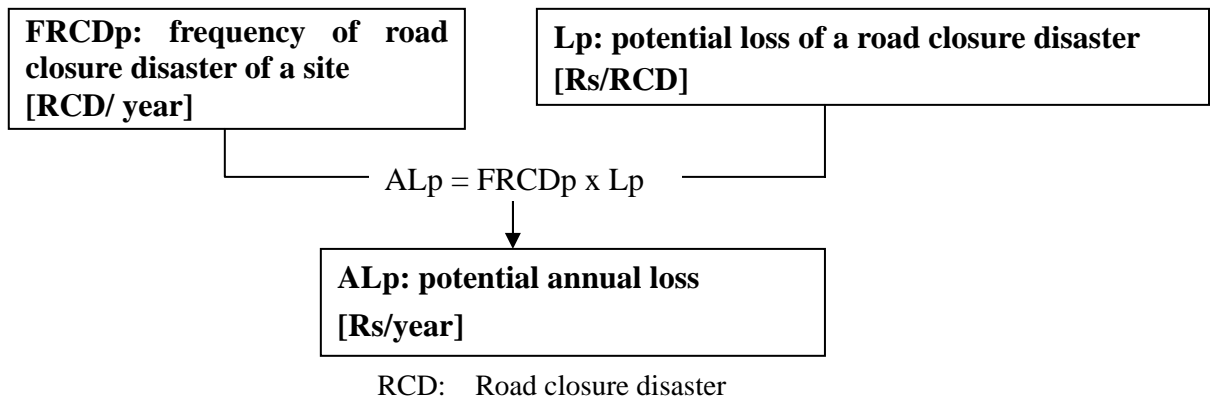 FRCDp: frequency of road
closure disaster of a site
[RCD/ year]
Lp: potential loss of a road closure disaster
[Rs/RCD]
ALp = FRCDp x Lp
ALp: potential annual loss
[Rs/year]
RCD: Road closure disaster